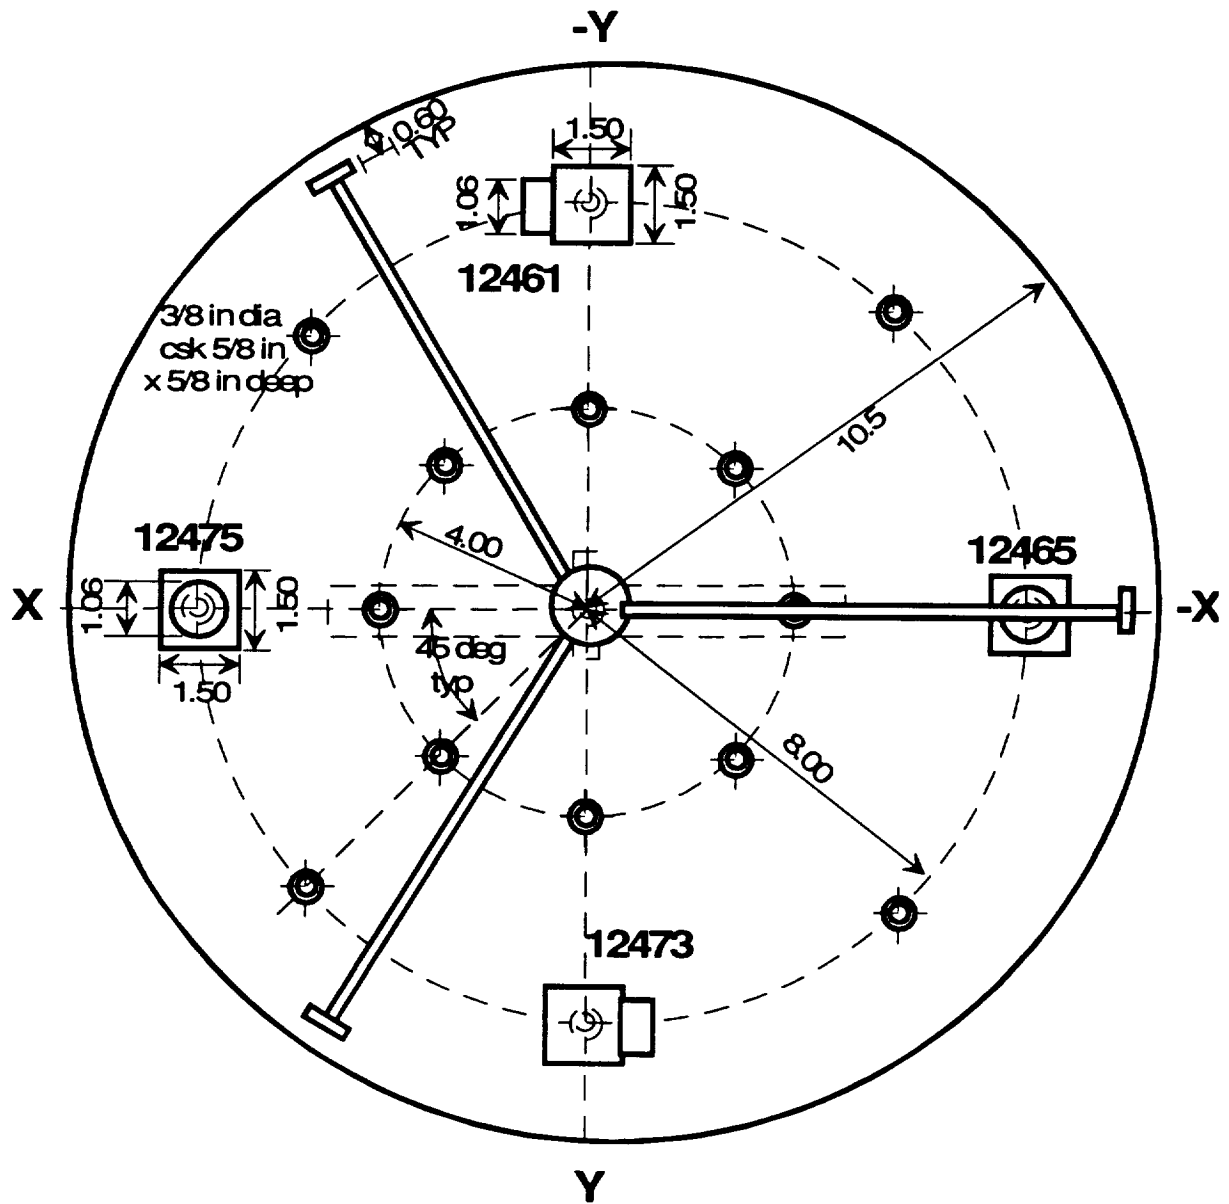 -Y
0.60
TYP
1.50
1.06
1.50
12461
3/8 in dia
csk 5/8 in
x 5/8 in deep
10.5
12475
4.00
12465
X
1.06
1.50
-X
45 deg
typ
1.50
8.00
12473
Y